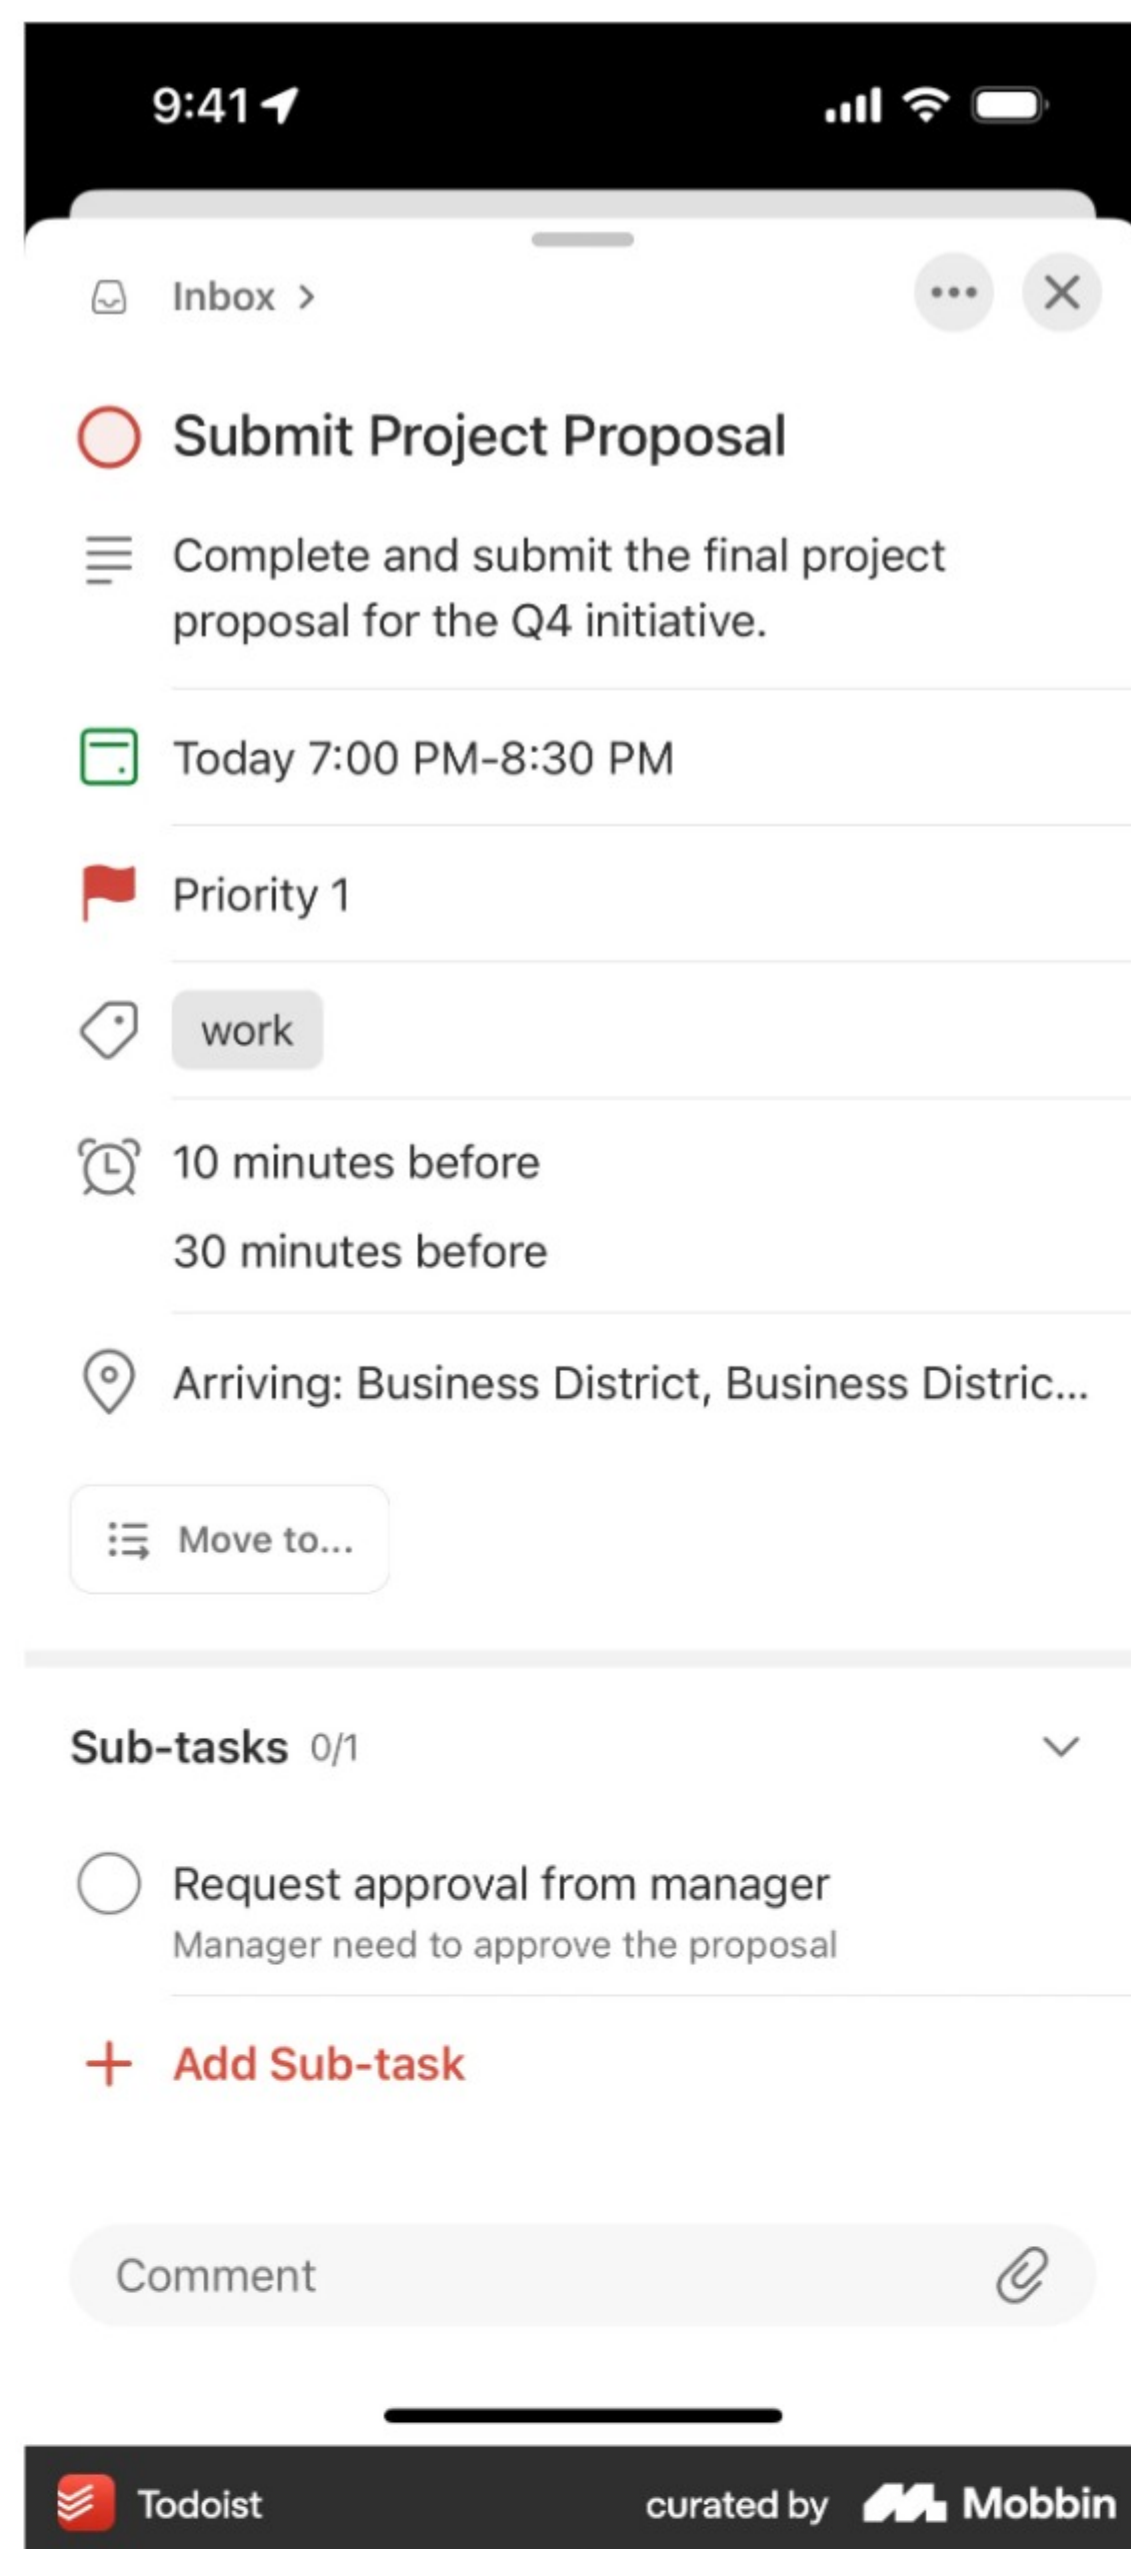 9:41
Inbox
Submit Project Proposal
Complete and submit the final project
proposal for the Q4 initiative.
Today 7:00 PM-8:30 PM
Priority 1
work
10 minutes before
30 minutes before
Arriving: Business District, Business Distric...
Move to...
Sub-tasks 0/1
Request approval from manager
Manager need to approve the proposal
Add Sub-task
Comment
Todoist
curated by Mobbin